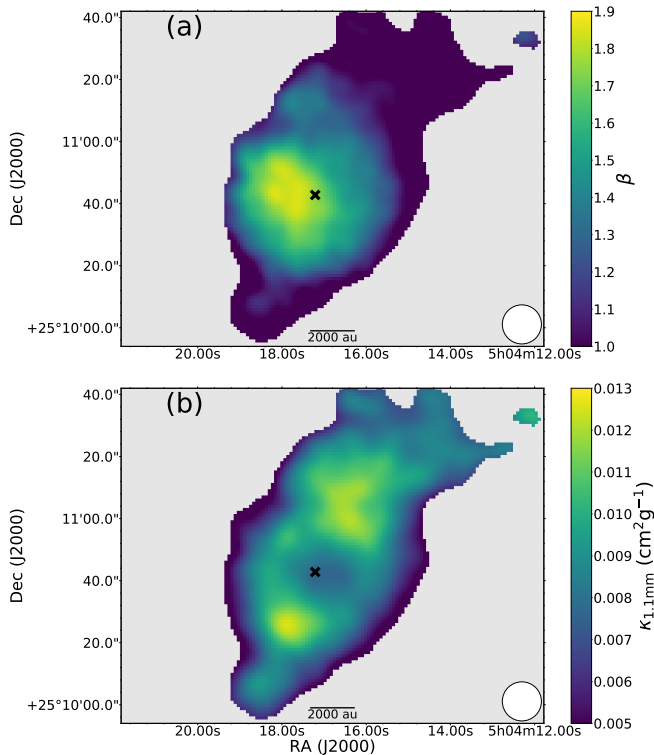 (a)
40.0"
20.0"
11'00.0"
40.0"
20.0"
+25°10'00.0"
Dec (J2000)
20.00s 18.00s 16.00s 14.00s 5h04m12.00s
2000 au
1.9
1.8
1.7
1.6
1.5
1.4
1.3
1.2
1.1
1.0
β
(b)
40.0"
20.0"
11'00.0"
40.0"
20.0"
+25°10'00.0"
Dec (J2000)
20.00s 18.00s 16.00s 14.00s 5h04m12.00s
RA (J2000)
2000 au
0.013
0.012
0.011
0.010
0.009
0.008
0.007
0.006
0.005
κ1.1mm (cm²g⁻¹)